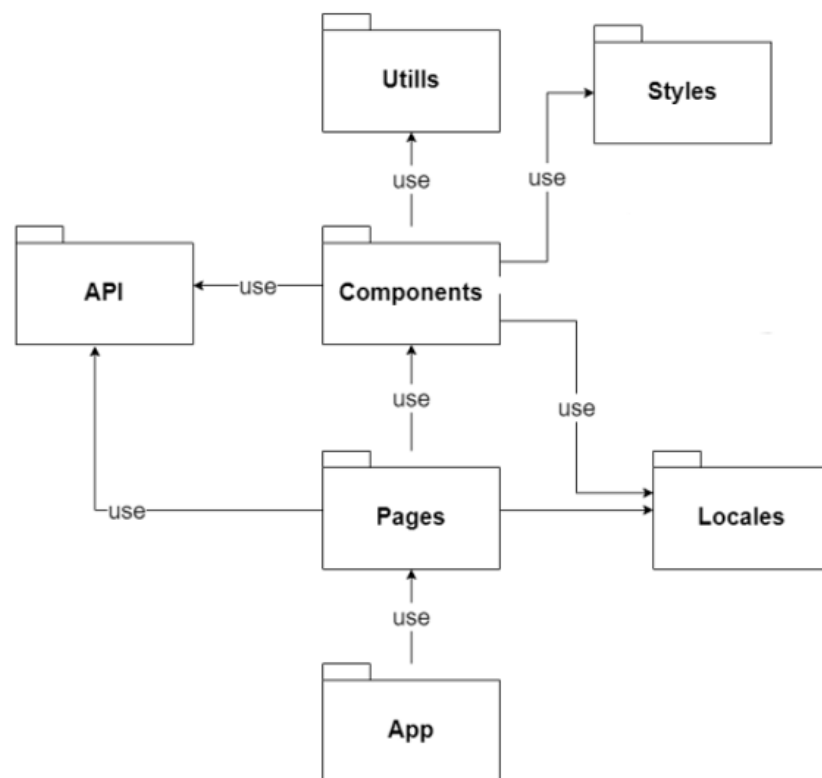 Utills
Styles
use
use
API
use
Components
use
use
use
Pages
Locales
use
App